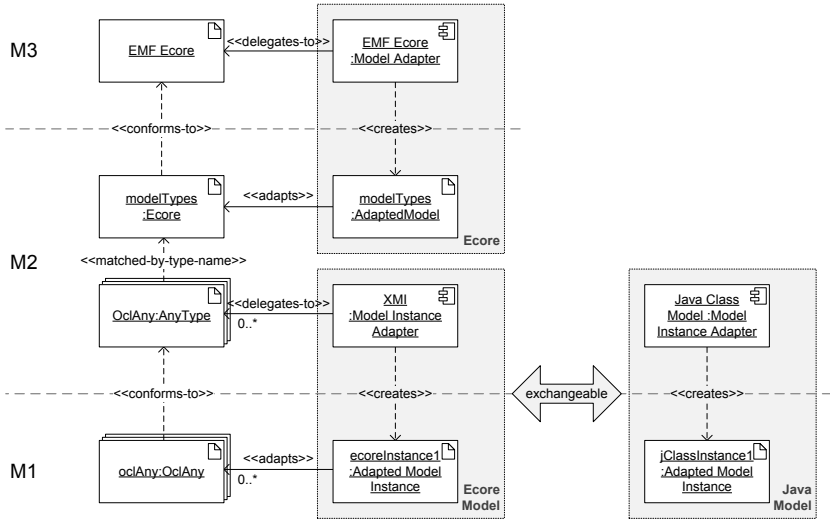 M3
EMF Ecore
<<delegates-to>>
EMF Ecore
:Model Adapter
<<conforms-to>>
<<creates>>
modelTypes
:Ecore
<<adapts>>
modelTypes
:AdaptedModel
Ecore
M2
<<matched-by-type-name>>
OclAny:AnyType
<<delegates-to>>
0..*
XMI
:Model Instance
Adapter
Java Class
Model :Model
Instance Adapter
<<conforms-to>>
<<creates>>
exchangeable
<<creates>>
M1
oclAny:OclAny
<<adapts>>
0..*
ecoreInstance1
:Adapted Model
Instance
Ecore
Model
jClassInstance1
:Adapted Model
Instance
Java
Model